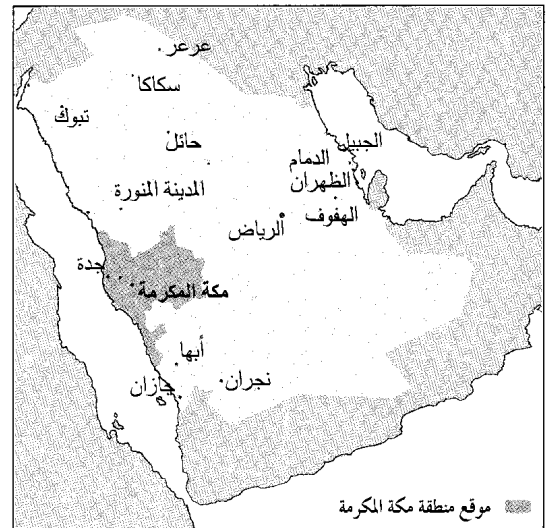 عرعر
سكاكا
تبوك
حائل
الجبيل
الدمام
الظهران
المدينة المنورة
الهفوف
الرياض
جدة
مكة المكرمة
أبها
جازان
نجران
موقع منطقة مكة المكرمة